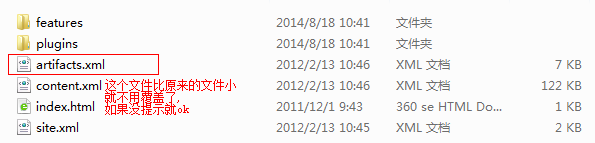 features 2014/8/18 10:41 文件夹
plugins 2014/8/18 10:41 文件夹
artifacts.xml 2012/2/13 10:46 XML 文档 7 KB
content.xml 这个文件比原来的文件小 2012/2/13 10:46 XML 文档 122 KB
就不用覆盖了,
index.html 如果没提示就ok 2011/12/1 9:43 360 se HTML Do... 1 KB
site.xml 2012/2/13 10:45 XML 文档 2 KB